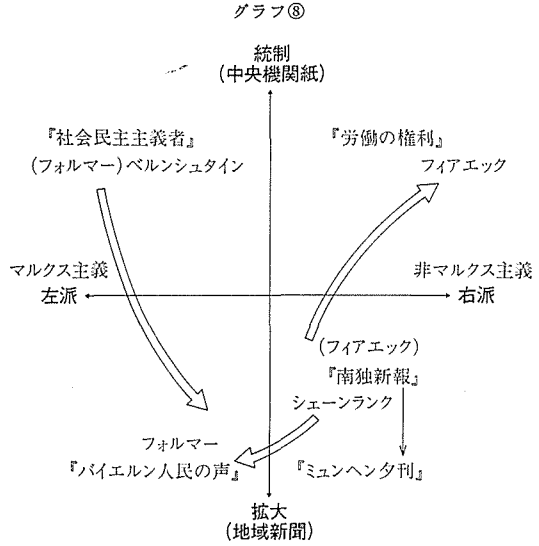 グラフ⑧
統制
(中央機関紙)
『社会民主主義者』
(フォルマー)ベルンシュタイン
『労働の権利』
フィアエック
マルクス主義
左派
非マルクス主義
右派
(フィアエック)
『南独新報』
シェーンランク
フォルマー
『バイエルン人民の声』
『ミュンヘン夕刊』
拡大
(地域新聞)